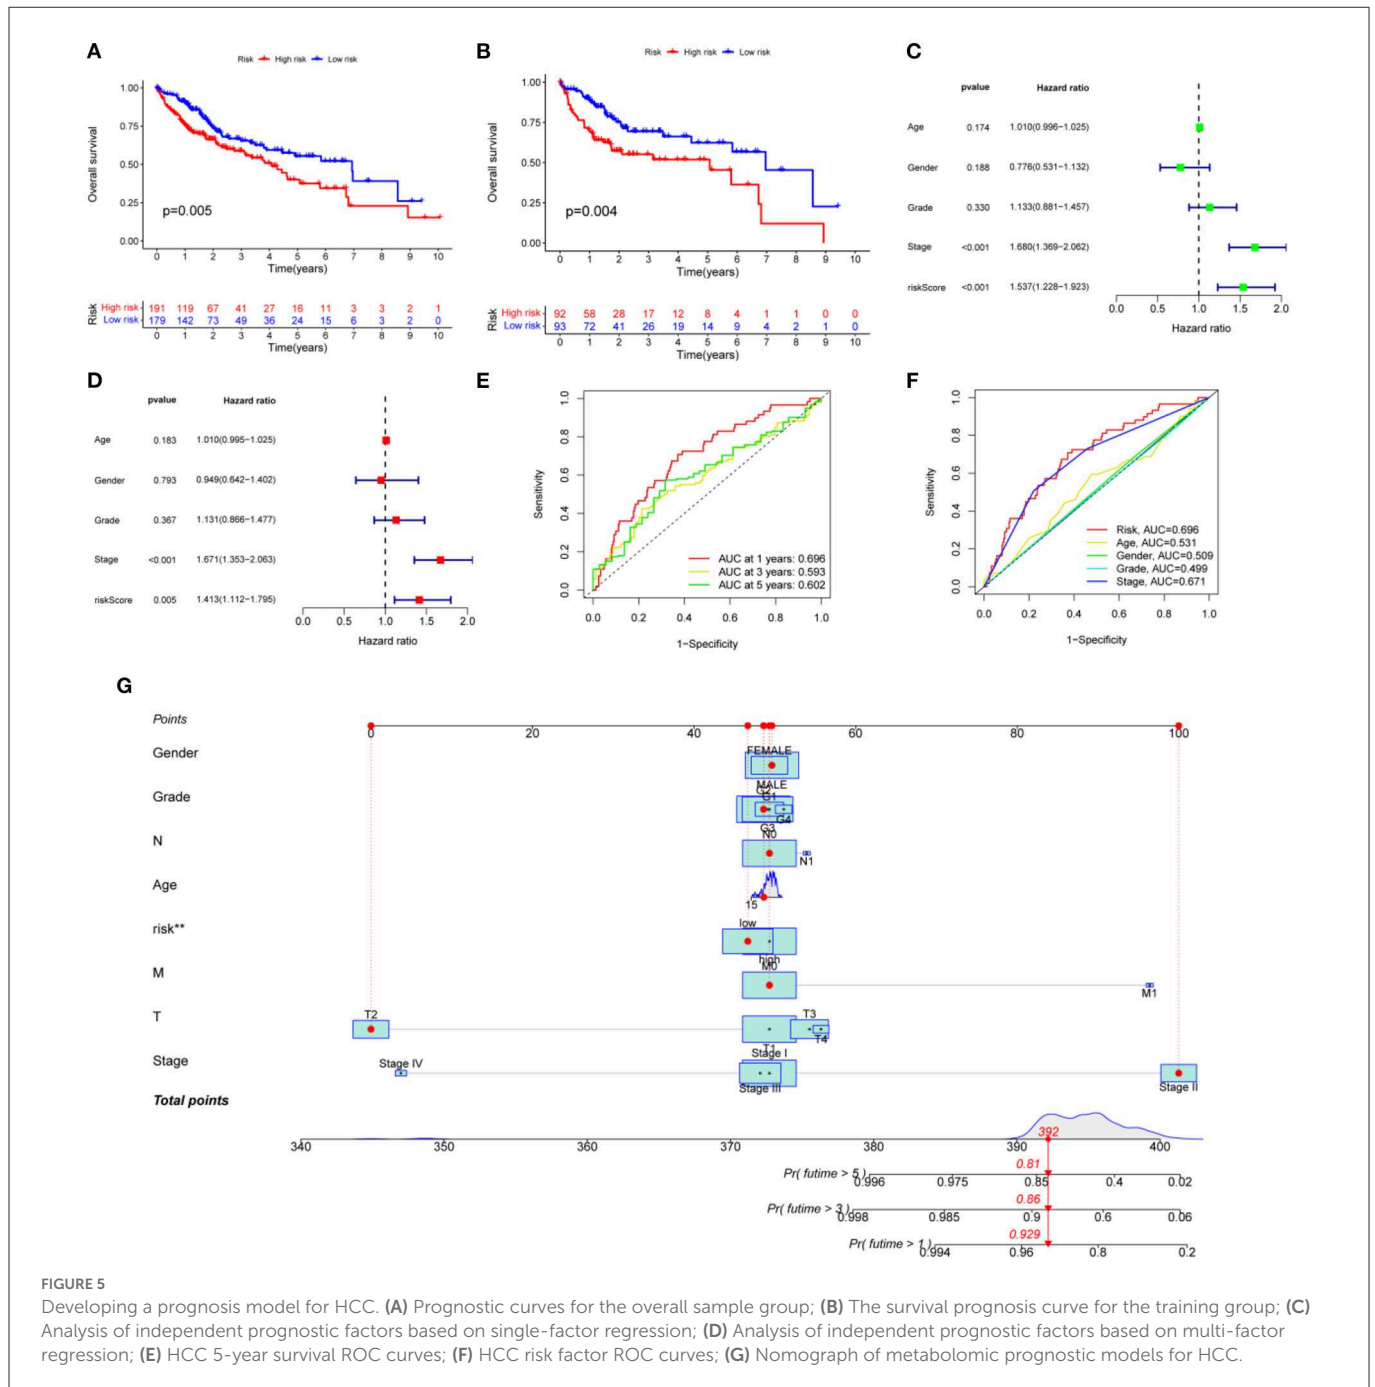 A
Risk High risk Low risk
Overall survival
1.00
0.75
0.50
0.25
0.00
p=0.005
0 1 2 3 4 5 6 7 8 9 10
Time(years)
Risk
High risk 191 119 67 41 27 16 11 3 3 2 1
Low risk 179 142 73 49 36 24 15 6 3 2 0
0 1 2 3 4 5 6 7 8 9 10
Time(years)
B
Risk High risk Low risk
Overall survival
1.00
0.75
0.50
0.25
0.00
p=0.004
0 1 2 3 4 5 6 7 8 9 10
Time(years)
Risk
High risk 92 58 28 17 12 8 4 1 1 0 0
Low risk 93 72 41 26 19 14 9 4 2 1 0
0 1 2 3 4 5 6 7 8 9 10
Time(years)
C
pvalue Hazard ratio
Age 0.174 1.010(0.996−1.025)
Gender 0.188 0.776(0.531−1.132)
Grade 0.330 1.133(0.881−1.457)
Stage <0.001 1.680(1.369−2.062)
riskScore <0.001 1.537(1.228−1.923)
0.0 0.5 1.0 1.5 2.0
Hazard ratio
D
pvalue Hazard ratio
Age 0.183 1.010(0.995−1.025)
Gender 0.793 0.949(0.642−1.402)
Grade 0.367 1.131(0.866−1.477)
Stage <0.001 1.671(1.353−2.063)
riskScore 0.005 1.413(1.112−1.795)
0.0 0.5 1.0 1.5 2.0
Hazard ratio
E
Sensitivity
1.0
0.8
0.6
0.4
0.2
0.0
AUC at 1 years: 0.696
AUC at 3 years: 0.593
AUC at 5 years: 0.602
0.0 0.2 0.4 0.6 0.8 1.0
1−Specificity
F
Sensitivity
1.0
0.8
0.6
0.4
0.2
0.0
Risk, AUC=0.696
Age, AUC=0.531
Gender, AUC=0.509
Grade, AUC=0.499
Stage, AUC=0.671
0.0 0.2 0.4 0.6 0.8 1.0
1−Specificity
G
Points
0 20 40 60 80 100
Gender
FEMALE
MALE
Grade
G2
G1
G4
G3
N
N0
N1
Age
15
risk**
low
high
M
M0
M1
T
T2 T3
T4
T1
Stage
Stage I
Stage IV
Stage III Stage II
Total points
392
340 350 360 370 380 390 400
0.81
Pr( futime > 5 )
0.996 0.975 0.85 0.4 0.02
0.86
Pr( futime > 3 )
0.998 0.985 0.9 0.6 0.06
0.929
Pr( futime > 1 )
0.994 0.96 0.8 0.2
FIGURE 5
Developing a prognosis model for HCC. (A) Prognostic curves for the overall sample group; (B) The survival prognosis curve for the training group; (C)
Analysis of independent prognostic factors based on single-factor regression; (D) Analysis of independent prognostic factors based on multi-factor
regression; (E) HCC 5-year survival ROC curves; (F) HCC risk factor ROC curves; (G) Nomograph of metabolomic prognostic models for HCC.